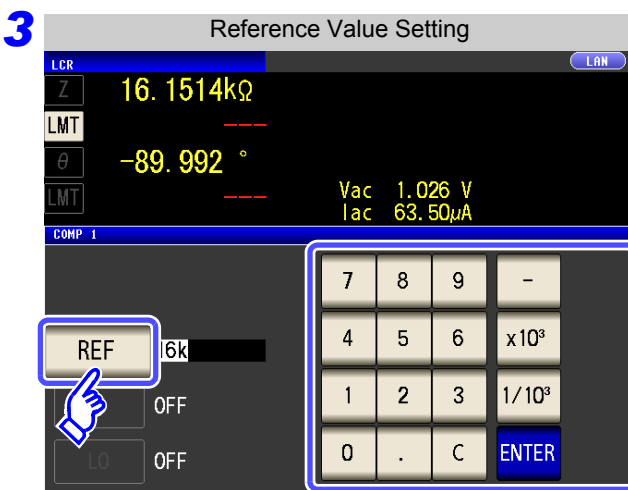 3 Reference Value Setting
LCR LAN
Z 16.1514kΩ
LMT ---
θ -89.992 °
LMT ---
Vac 1.026 V
Iac 63.50μA
COMP 1
7 8 9 -
REF 6k 4 5 6 x10³
OFF 1 2 3 1/10³
LO OFF 0 . C ENTER